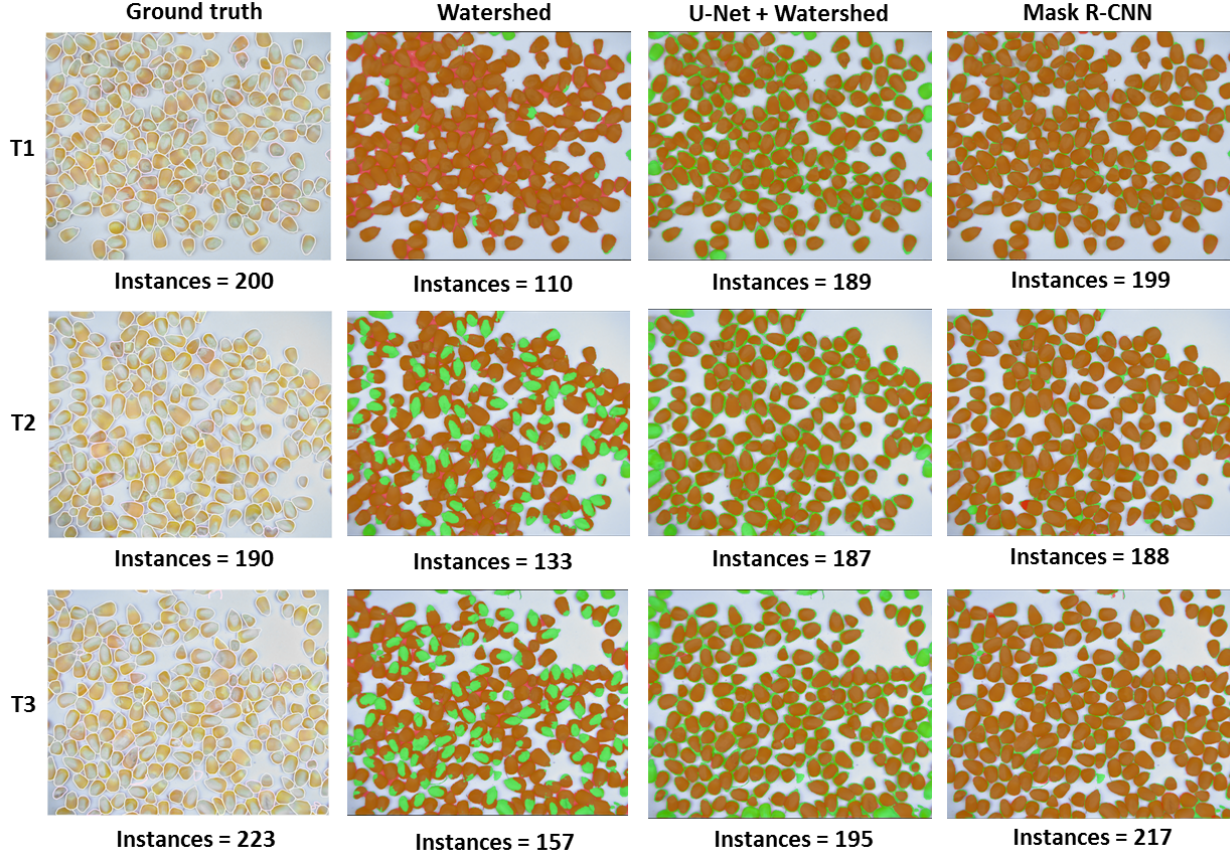 Ground truth Watershed U-Net + Watershed Mask R-CNN
T1
Instances = 200 Instances = 110 Instances = 189 Instances = 199
T2
Instances = 190 Instances = 133 Instances = 187 Instances = 188
T3
Instances = 223 Instances = 157 Instances = 195 Instances = 217